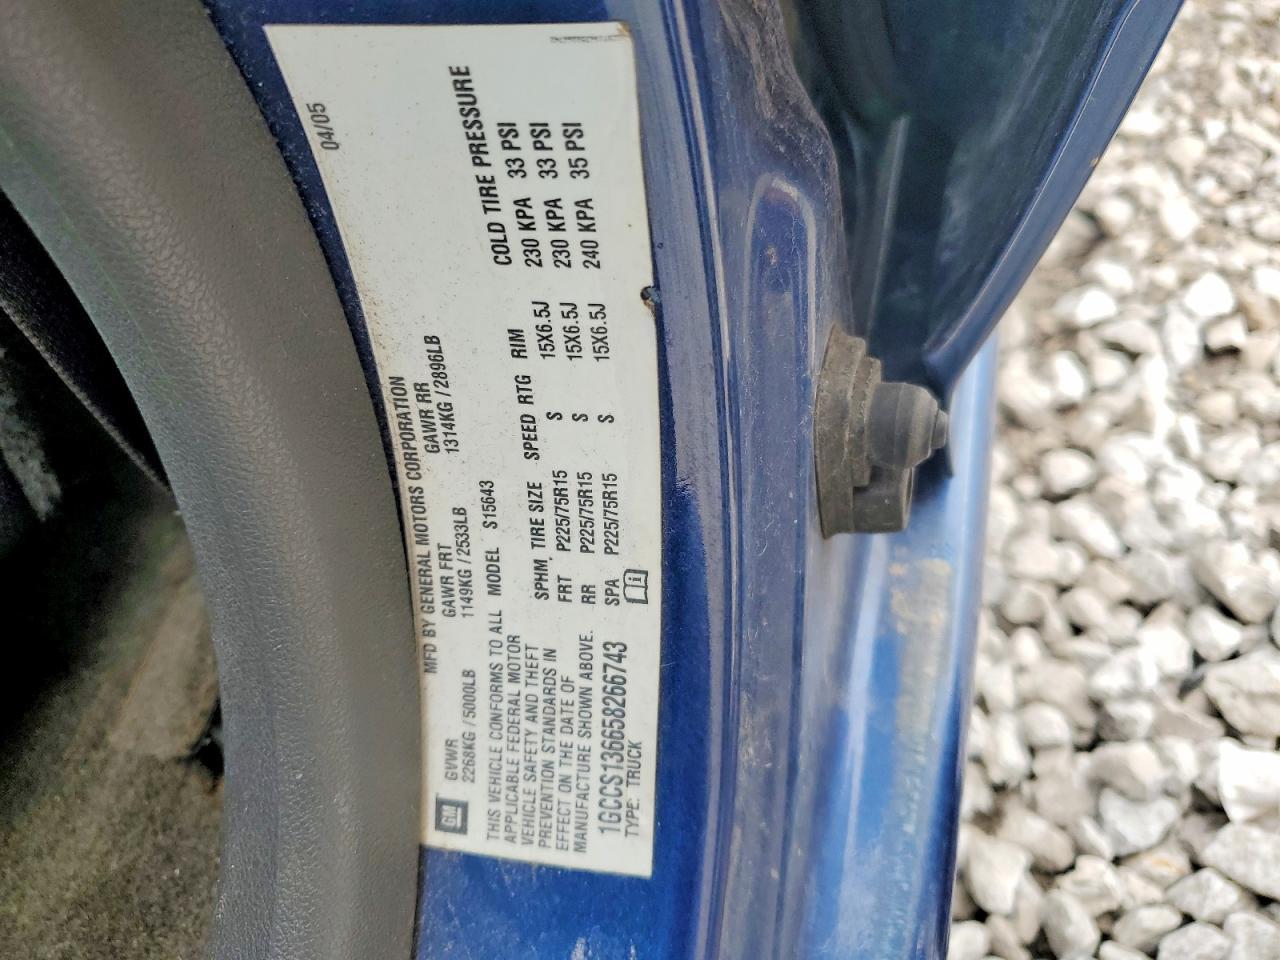 04/05
MFD BY GENERAL MOTORS CORPORATION
GM
GVWR GAWR FRT GAWR RR
2268KG / 5000LB 1149KG / 2533LB 1314KG / 2896LB
THIS VEHICLE CONFORMS TO ALL
APPLICABLE FEDERAL MOTOR
VEHICLE SAFETY AND THEFT
PREVENTION STANDARDS IN
EFFECT ON THE DATE OF
MANUFACTURE SHOWN ABOVE.
1GCCS136658266743
TYPE: TRUCK
MODEL S15643
COLD TIRE PRESSURE
SPHM TIRE SIZE SPEED RTG RIM
FRT P225/75R15 S 15X6.5J 230 KPA 33 PSI
RR P225/75R15 S 15X6.5J 230 KPA 33 PSI
SPA P225/75R15 S 15X6.5J 240 KPA 35 PSI